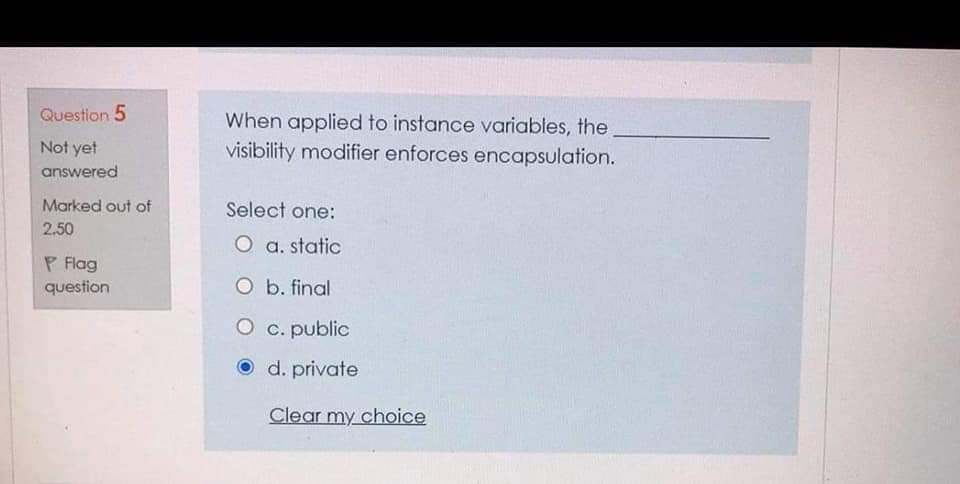 Question 5
Not yet
answered
Marked out of
2.50
Flag
question
When applied to instance variables, the ____________
visibility modifier enforces encapsulation.
Select one:
a. static
b. final
c. public
d. private
Clear my choice